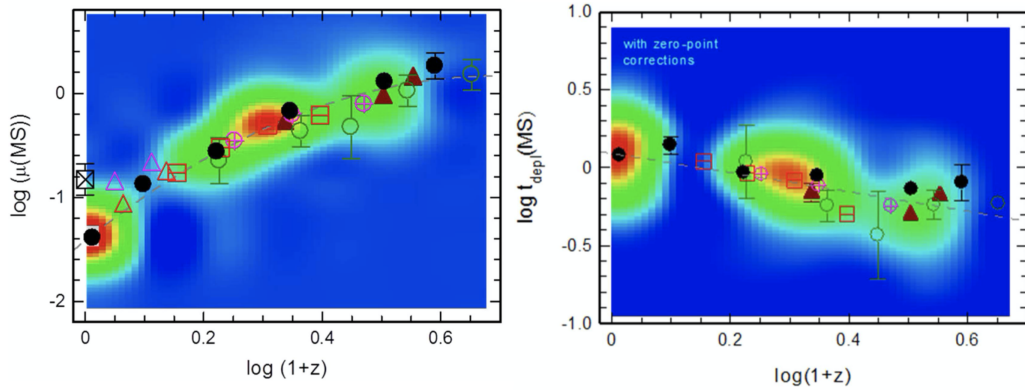 log (μ(MS))
0
-1
-2
0
0.2
0.4
0.6
log (1+z)
log t_depl(MS)
1.0
0.5
0.0
-0.5
-1.0
with zero-point
corrections
0
0.2
0.4
0.6
log(1+z)